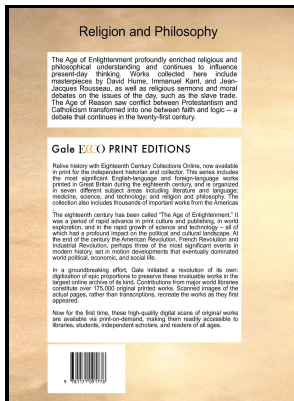 Religion and Philosophy
The Age of Enlightenment profoundly enriched religious and
philosophical understanding and continues to influence
present-day thinking. Works collected here include
masterpieces by David Hume, Immanuel Kant, and Jean-
Jacques Rousseau, as well as religious sermons and moral
debates on the issues of the day, such as the slave trade.
The Age of Reason saw conflict between Protestantism and
Catholicism transformed into one between faith and logic -- a
debate that continues in the twenty-first century.
Gale ECCO PRINT EDITIONS
Relive history with Eighteenth Century Collections Online, now available
in print for the independent historian and collector. This series includes
the most significant English-language and foreign-language works
printed in Great Britain during the eighteenth century, and is organized
in seven different subject areas including literature and language;
medicine, science, and technology; and religion and philosophy. The
collection also includes thousands of important works from the Americas
The eighteenth century has been called "The Age of Enlightenment." It
was a period of rapid advance in print culture and publishing, in world
exploration, and in the rapid growth of science and technology – all of
which had a profound impact on the political and cultural landscape. At
the end of the century the American Revolution, French Revolution and
Industrial Revolution, perhaps three of the most significant events in
modern history, set in motion developments that eventually dominated
world political, economic, and social life.
In a groundbreaking effort, Gale initiated a revolution of its own:
digitization of epic proportions to preserve these invaluable works in the
largest online archive of its kind. Contributions from major world libraries
constitute over 175,000 original printed works. Scanned images of the
actual pages, rather than transcriptions, recreate the works as they first
appeared.
Now for the first time, these high-quality digital scans of original works
are available via print-on-demand, making them readily accessible to
libraries, students, independent scholars, and readers of all ages.